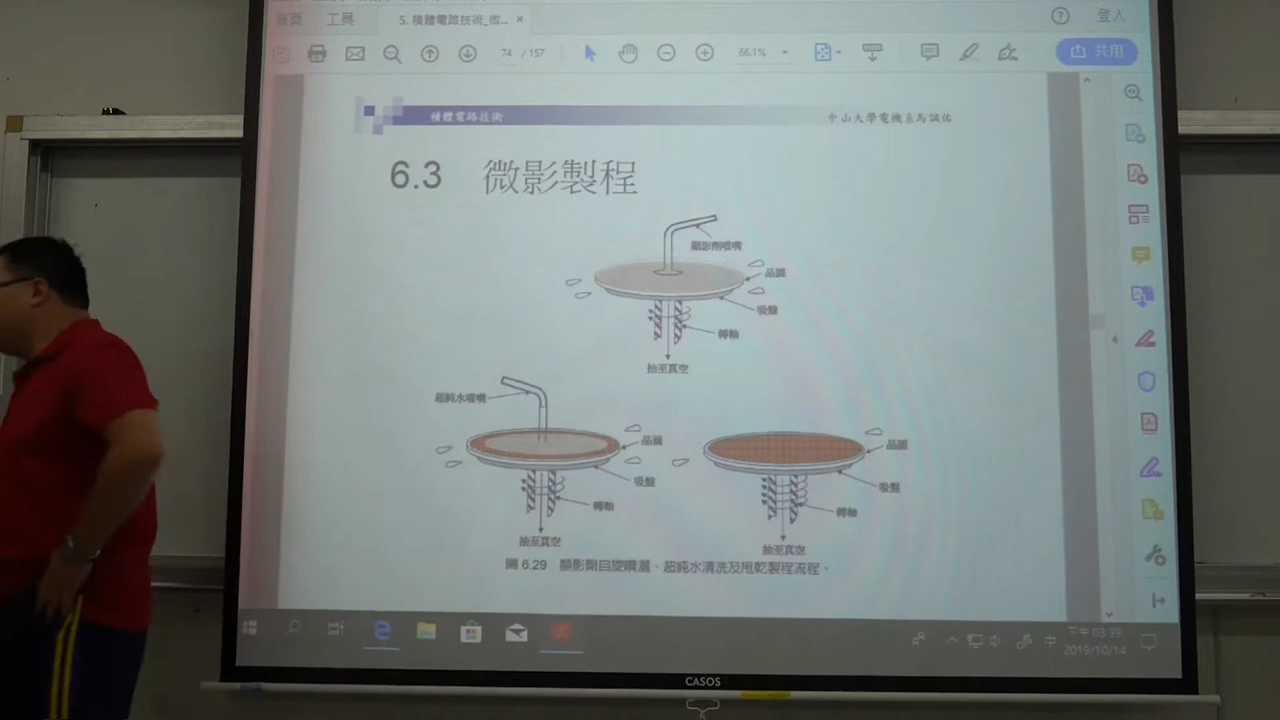 首頁 工具 5. 積體電路技術_微... × 登入
74 / 157 66.1% 共用
積體電路技術 中山大學電機系馬誠佑
6.3 微影製程
顯影劑噴嘴
晶圓
吸盤
轉軸
抽至真空
超純水噴嘴
晶圓
吸盤
轉軸
抽至真空
晶圓
吸盤
轉軸
抽至真空
圖 6.29 顯影劑自旋噴灑、超純水清洗及甩乾製程流程。
中 下午 03:39
2019/10/14
CASOS